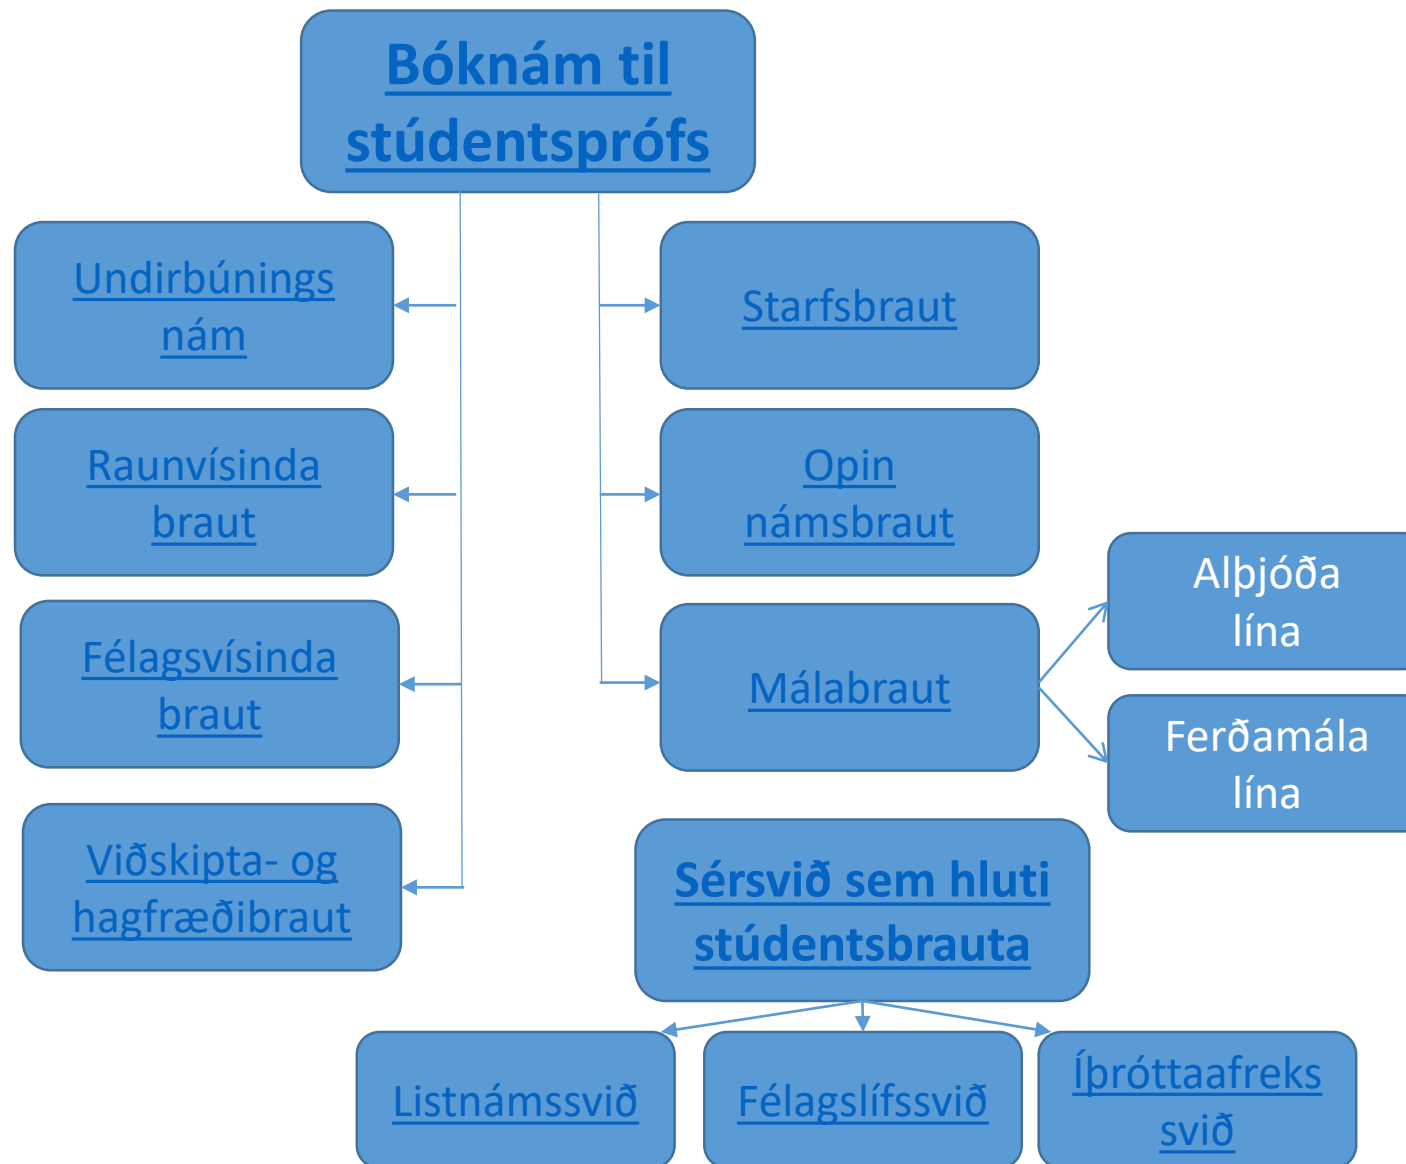 Bóknám til
stúdentsprófs
Undirbúnings
nám
Starfsbraut
Raunvísinda
braut
Opin
námsbraut
Alþjóða
lína
Félagsvísinda
braut
Málabraut
Ferðamála
lína
Viðskipta- og
hagfræðibraut
Sérsvið sem hluti
stúdentsbrauta
Listnámssvið
Félagslífssvið
Íþróttaafreks
svið